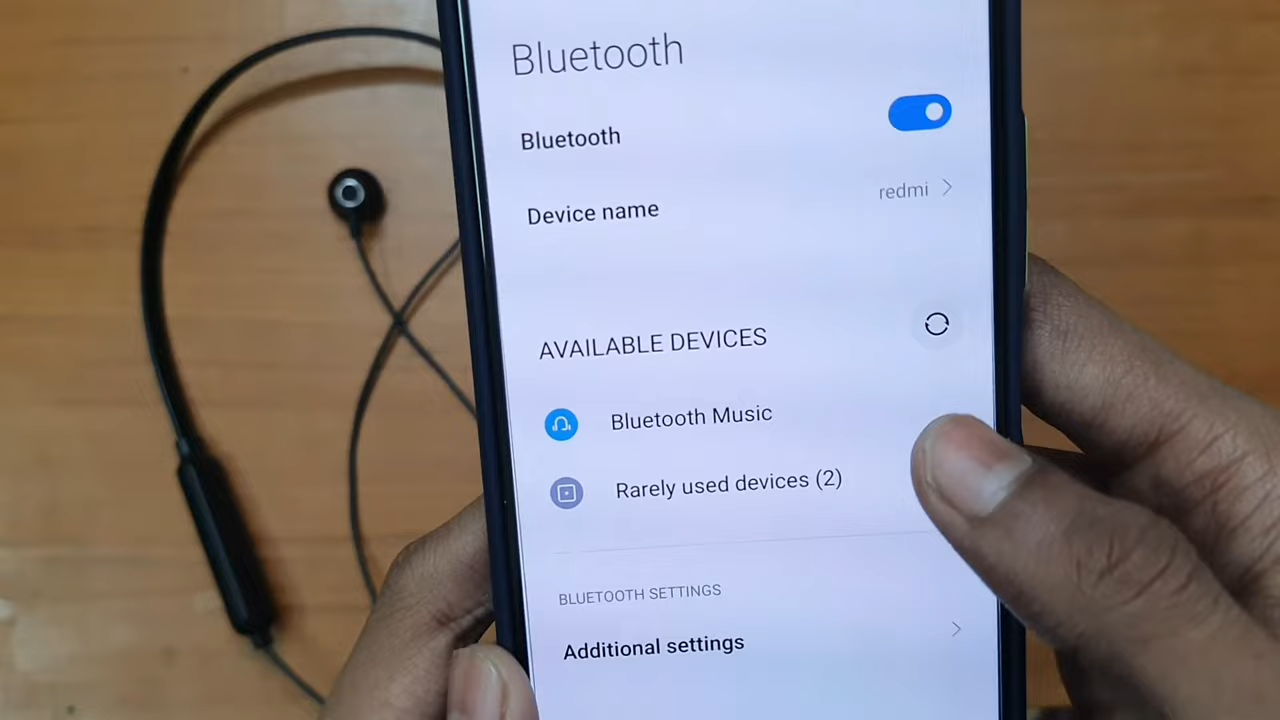 Bluetooth
Bluetooth
Device name redmi
AVAILABLE DEVICES
Bluetooth Music
Rarely used devices (2)
BLUETOOTH SETTINGS
Additional settings